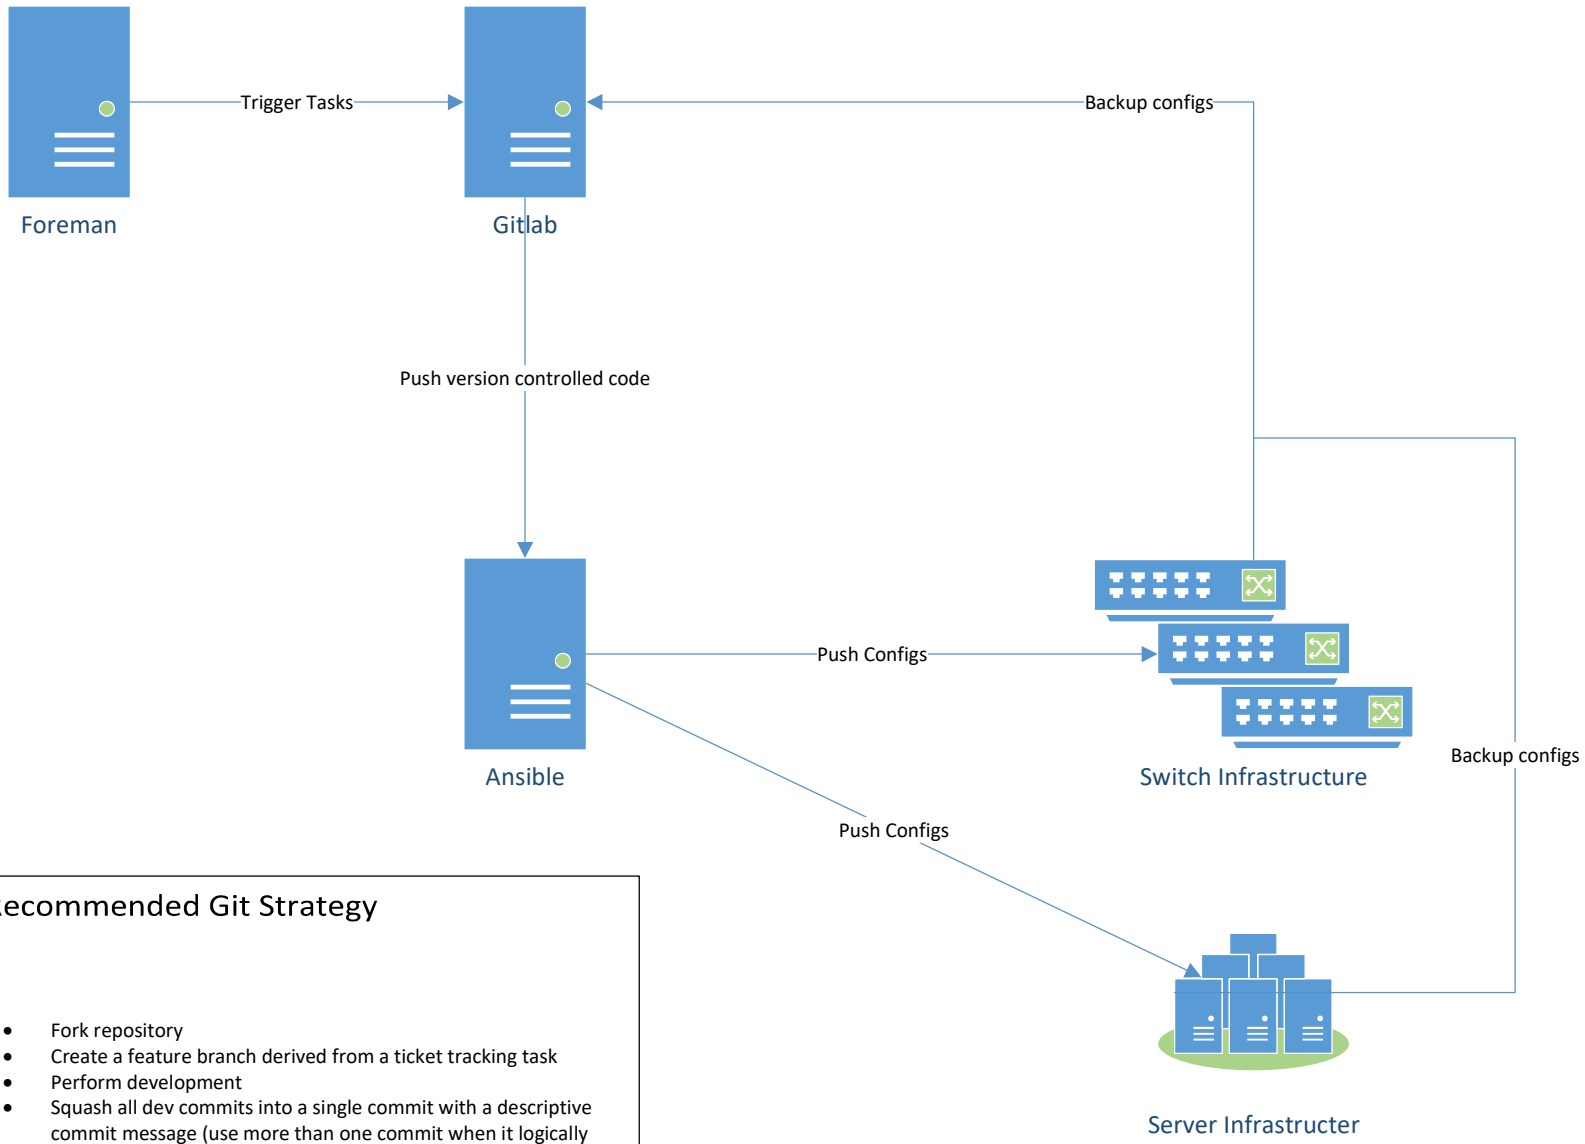 Trigger Tasks
Backup configs
Foreman
Gitlab
Push version controlled code
Push Configs
Ansible
Switch Infrastructure
Backup configs
Push Configs
ecommended Git Strategy
• Fork repository
• Create a feature branch derived from a ticket tracking task
• Perform development
• Squash all dev commits into a single commit with a descriptive
commit message (use more than one commit when it logically
Server Infrastructer